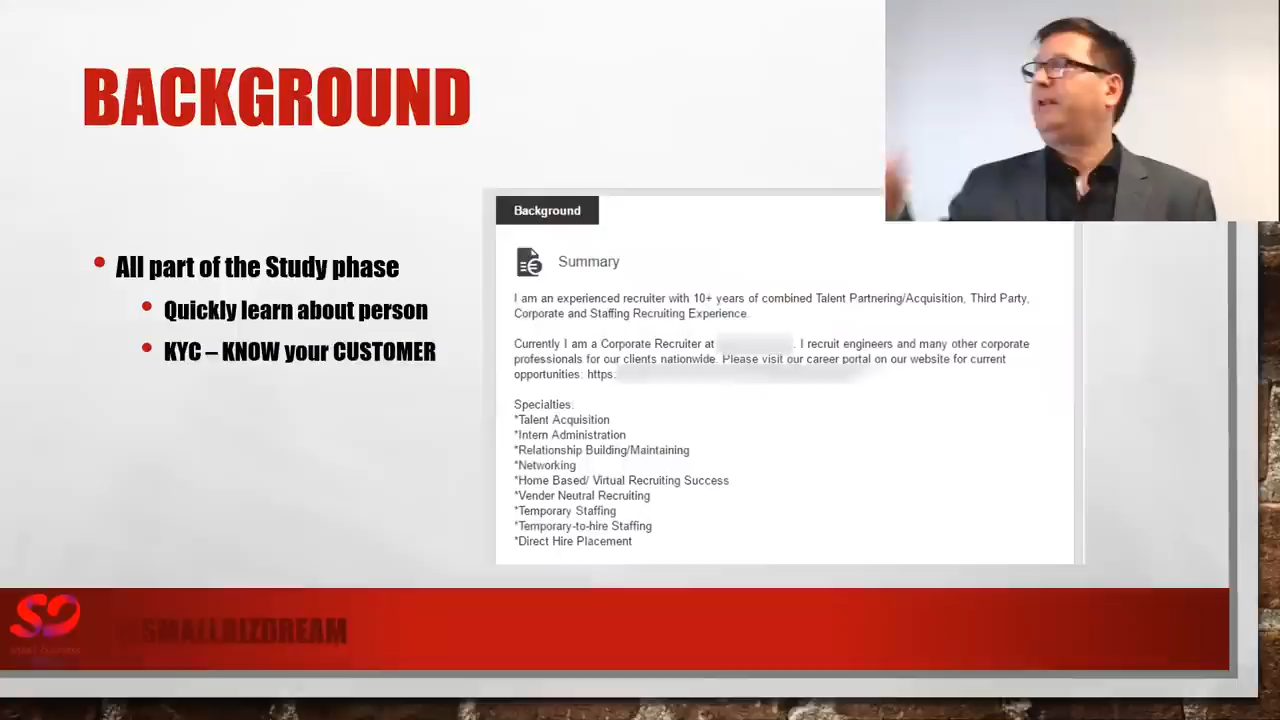 BACKGROUND
• All part of the Study phase
• Quickly learn about person
• KYC – KNOW your CUSTOMER
Background
Summary
I am an experienced recruiter with 10+ years of combined Talent Partnering/Acquisition, Third Party,
Corporate and Staffing Recruiting Experience.
Currently I am a Corporate Recruiter at . I recruit engineers and many other corporate
professionals for our clients nationwide. Please visit our career portal on our website for current
opportunities: https:
Specialties:
*Talent Acquisition
*Intern Administration
*Relationship Building/Maintaining
*Networking
*Home Based/ Virtual Recruiting Success
*Vender Neutral Recruiting
*Temporary Staffing
*Temporary-to-hire Staffing
*Direct Hire Placement
@SMALLBIZDREAM